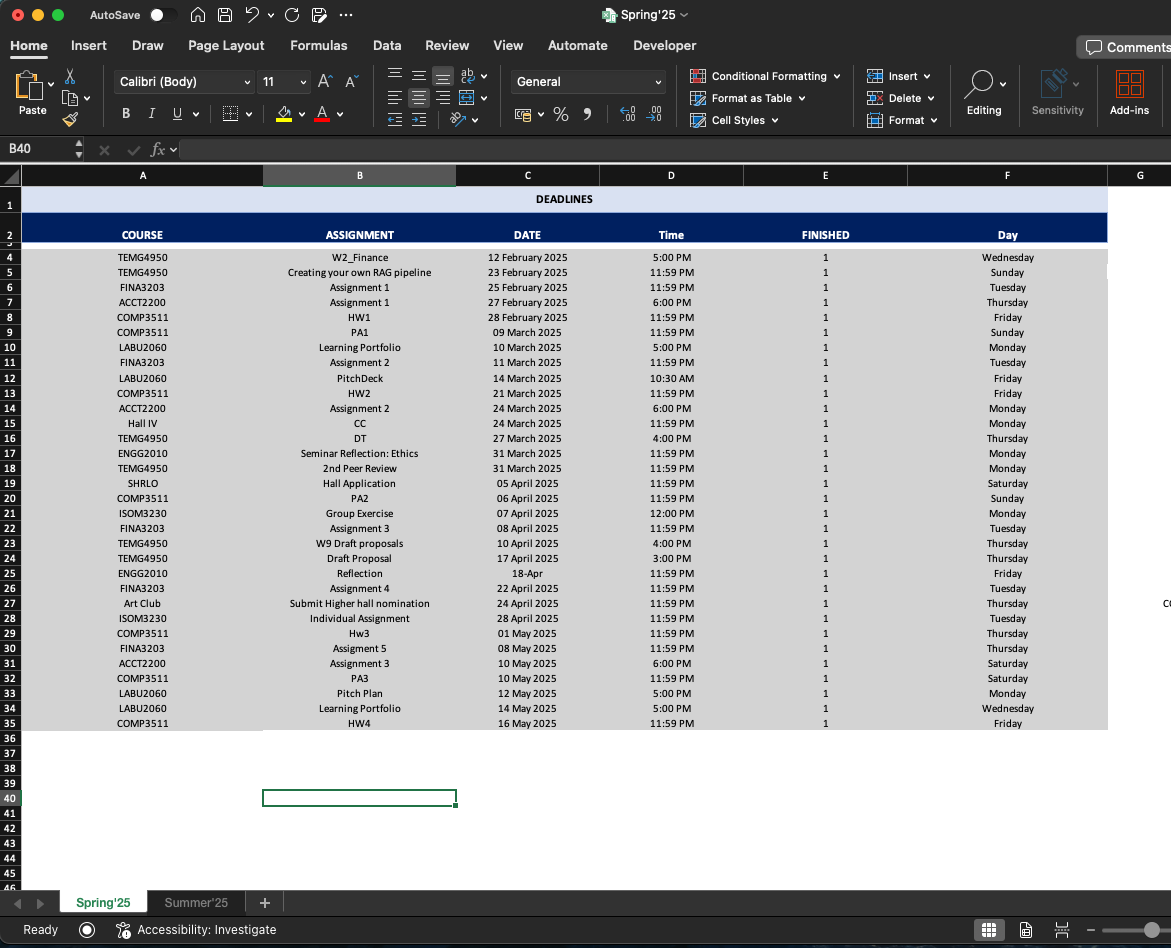 AutoSave
Spring'25
Home Insert Draw Page Layout Formulas Data Review View Automate Developer Comments
Paste
Calibri (Body) 11
General
Conditional Formatting
Format as Table
Cell Styles
Insert
Delete
Format
Editing
Sensitivity
Add-ins
B40
fx
A B C D E F G
1 DEADLINES
2 COURSE ASSIGNMENT DATE Time FINISHED Day
3
4 TEMG4950 W2_Finance 12 February 2025 5:00 PM 1 Wednesday
5 TEMG4950 Creating your own RAG pipeline 23 February 2025 11:59 PM 1 Sunday
6 FINA3203 Assignment 1 25 February 2025 11:59 PM 1 Tuesday
7 ACCT2200 Assignment 1 27 February 2025 6:00 PM 1 Thursday
8 COMP3511 HW1 28 February 2025 11:59 PM 1 Friday
9 COMP3511 PA1 09 March 2025 11:59 PM 1 Sunday
10 LABU2060 Learning Portfolio 10 March 2025 5:00 PM 1 Monday
11 FINA3203 Assignment 2 11 March 2025 11:59 PM 1 Tuesday
12 LABU2060 PitchDeck 14 March 2025 10:30 AM 1 Friday
13 COMP3511 HW2 21 March 2025 11:59 PM 1 Friday
14 ACCT2200 Assignment 2 24 March 2025 6:00 PM 1 Monday
15 Hall IV CC 24 March 2025 11:59 PM 1 Monday
16 TEMG4950 DT 27 March 2025 4:00 PM 1 Thursday
17 ENGG2010 Seminar Reflection: Ethics 31 March 2025 11:59 PM 1 Monday
18 TEMG4950 2nd Peer Review 31 March 2025 11:59 PM 1 Monday
19 SHRLO Hall Application 05 April 2025 11:59 PM 1 Saturday
20 COMP3511 PA2 06 April 2025 11:59 PM 1 Sunday
21 ISOM3230 Group Exercise 07 April 2025 12:00 PM 1 Monday
22 FINA3203 Assignment 3 08 April 2025 11:59 PM 1 Tuesday
23 TEMG4950 W9 Draft proposals 10 April 2025 4:00 PM 1 Thursday
24 TEMG4950 Draft Proposal 17 April 2025 3:00 PM 1 Thursday
25 ENGG2010 Reflection 18-Apr 11:59 PM 1 Friday
26 FINA3203 Assignment 4 22 April 2025 11:59 PM 1 Tuesday
27 Art Club Submit Higher hall nomination 24 April 2025 11:59 PM 1 Thursday
28 ISOM3230 Individual Assignment 28 April 2025 11:59 PM 1 Tuesday
29 COMP3511 Hw3 01 May 2025 11:59 PM 1 Thursday
30 FINA3203 Assigment 5 08 May 2025 11:59 PM 1 Thursday
31 ACCT2200 Assignment 3 10 May 2025 6:00 PM 1 Saturday
32 COMP3511 PA3 10 May 2025 11:59 PM 1 Saturday
33 LABU2060 Pitch Plan 12 May 2025 5:00 PM 1 Monday
34 LABU2060 Learning Portfolio 14 May 2025 5:00 PM 1 Wednesday
35 COMP3511 HW4 16 May 2025 11:59 PM 1 Friday
36
37
38
39
40
41
42
43
44
45
46
Spring'25 Summer'25 +
Ready Accessibility: Investigate